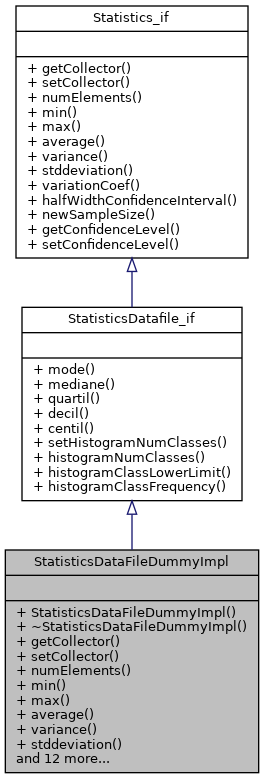 Statistics_if
+ getCollector()
+ setCollector()
+ numElements()
+ min()
+ max()
+ average()
+ variance()
+ stddeviation()
+ variationCoef()
+ halfWidthConfidenceInterval()
+ newSampleSize()
+ getConfidenceLevel()
+ setConfidenceLevel()
StatisticsDatafile_if
+ mode()
+ mediane()
+ quartil()
+ decil()
+ centil()
+ setHistogramNumClasses()
+ histogramNumClasses()
+ histogramClassLowerLimit()
+ histogramClassFrequency()
StatisticsDataFileDummyImpl
+ StatisticsDataFileDummyImpl()
+ ~StatisticsDataFileDummyImpl()
+ getCollector()
+ setCollector()
+ numElements()
+ min()
+ max()
+ average()
+ variance()
+ stddeviation()
and 12 more...